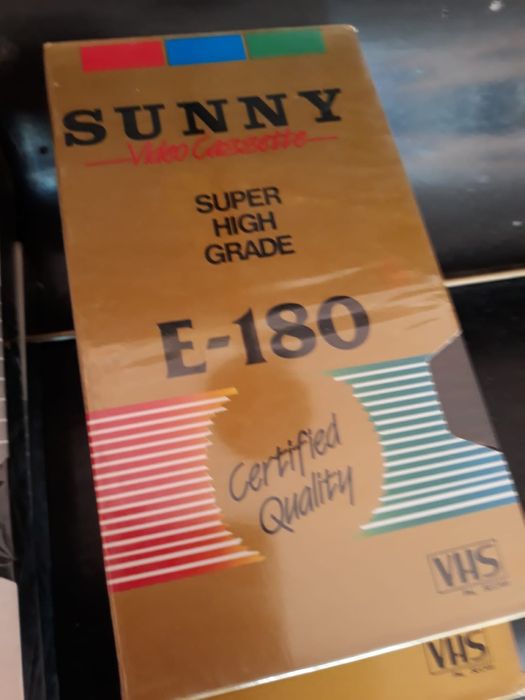 SUNNY
Video Cassette
SUPER
HIGH
GRADE
E-180
Certified
Quality
VHS
VHS